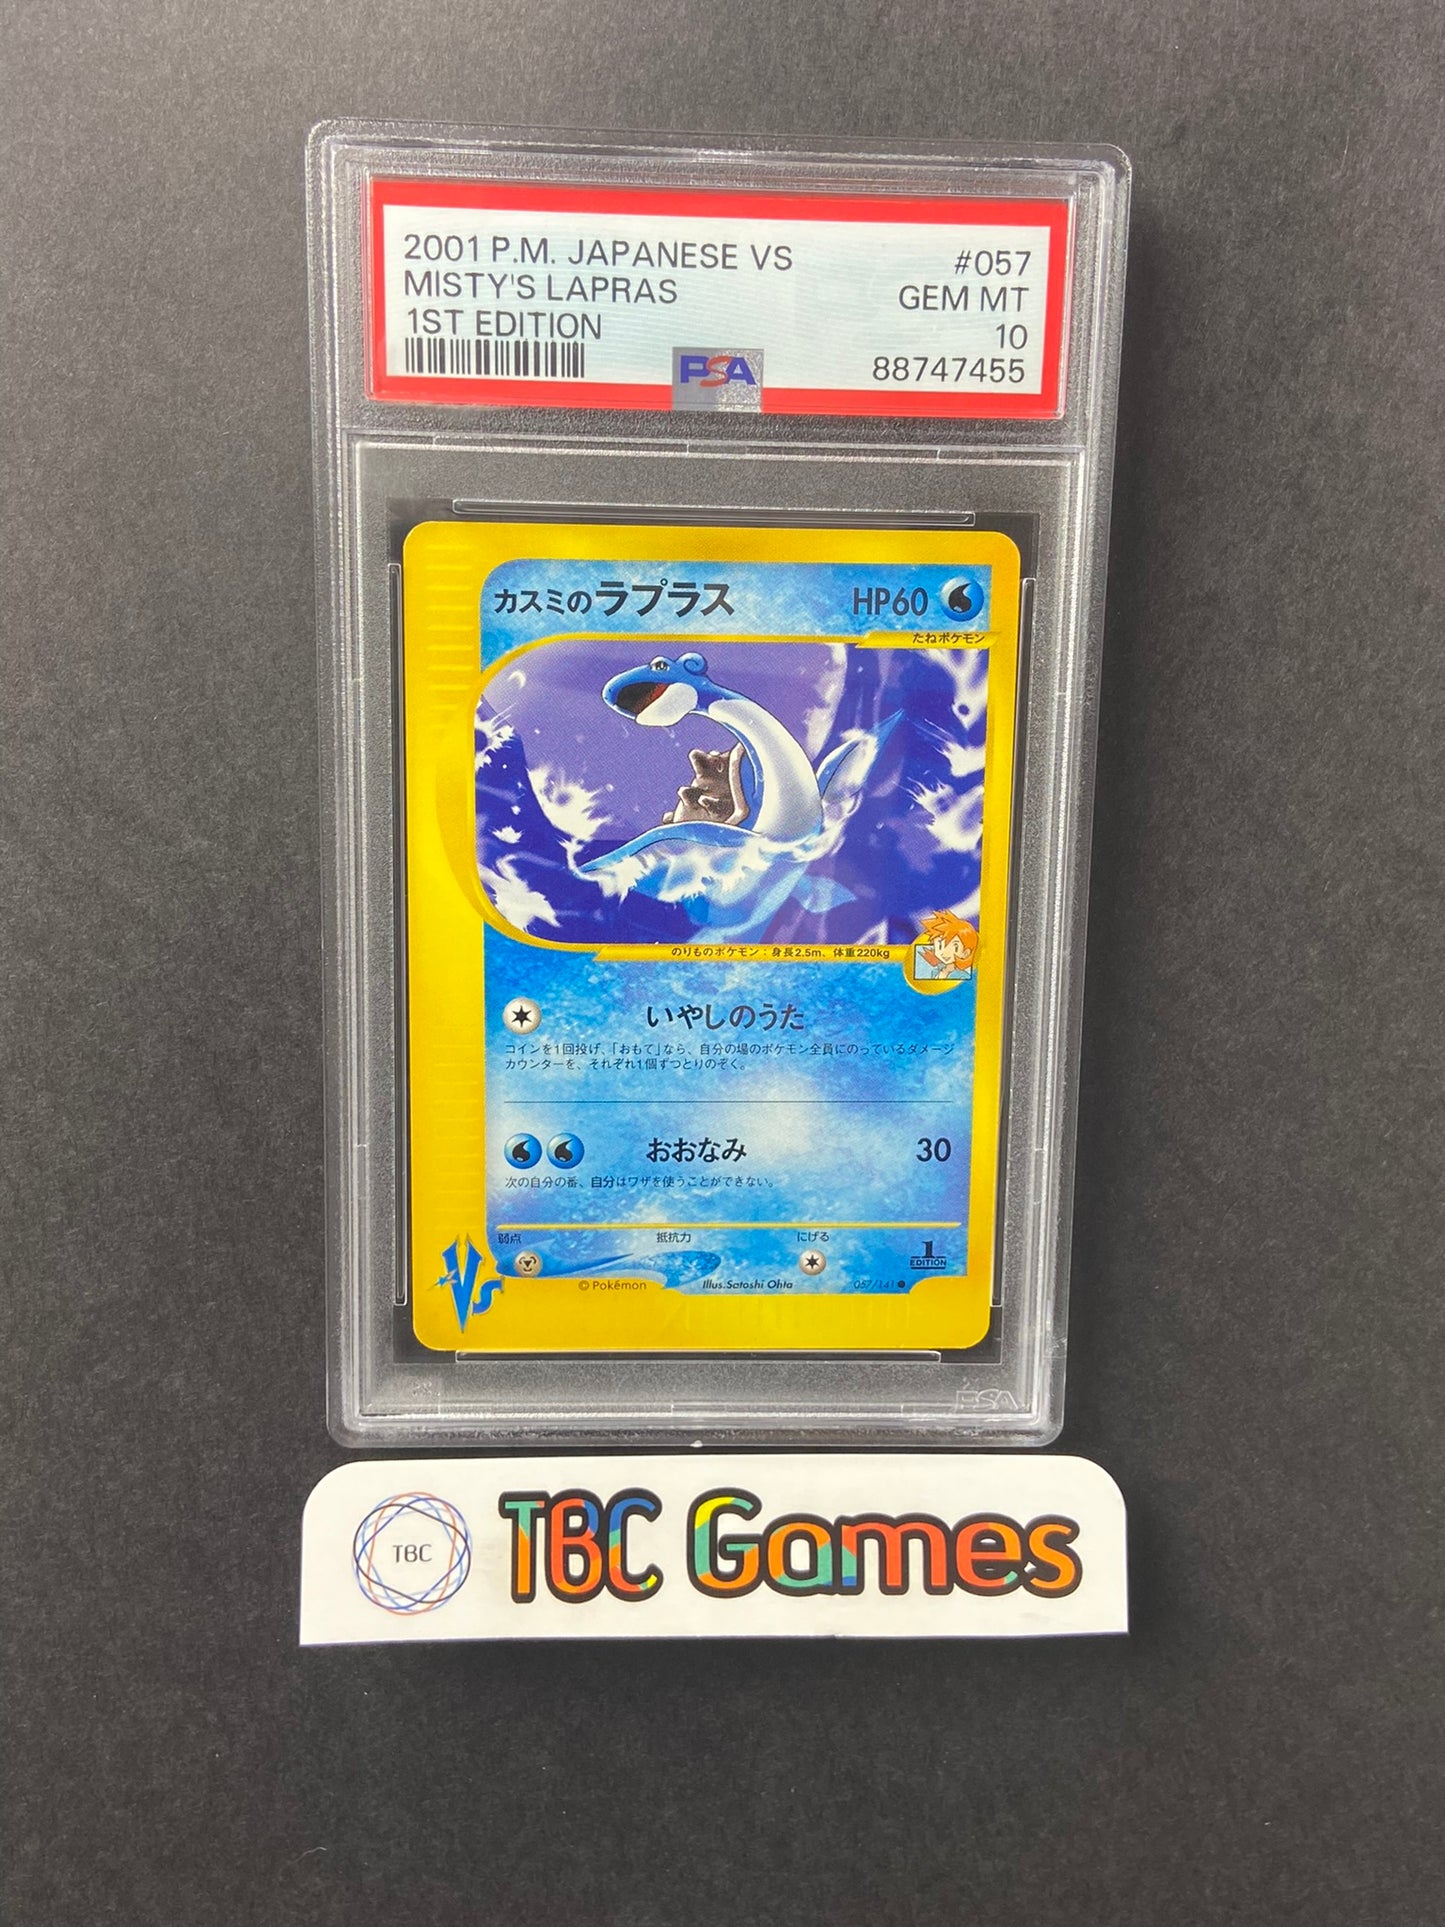 2001 P.M. JAPANESE VS #057
MISTY'S LAPRAS GEM MT
1ST EDITION 10
PSA 88747455
カスミのラプラス HP60
たねポケモン
のりものポケモン：身長2.5m、体重220kg
いやしのうた
コインを1回投げ、「おもて」なら、自分の場のポケモン全員にのっているダメージ
カウンターを、それぞれ1個ずつとりのぞく。
おおなみ 30
次の自分の番、自分はワザを使うことができない。
弱点 抵抗力 にげる
1
EDITION
VS
©Pokémon Illus.Satoshi Ohta 057/141
PSA
TBC TBC Games